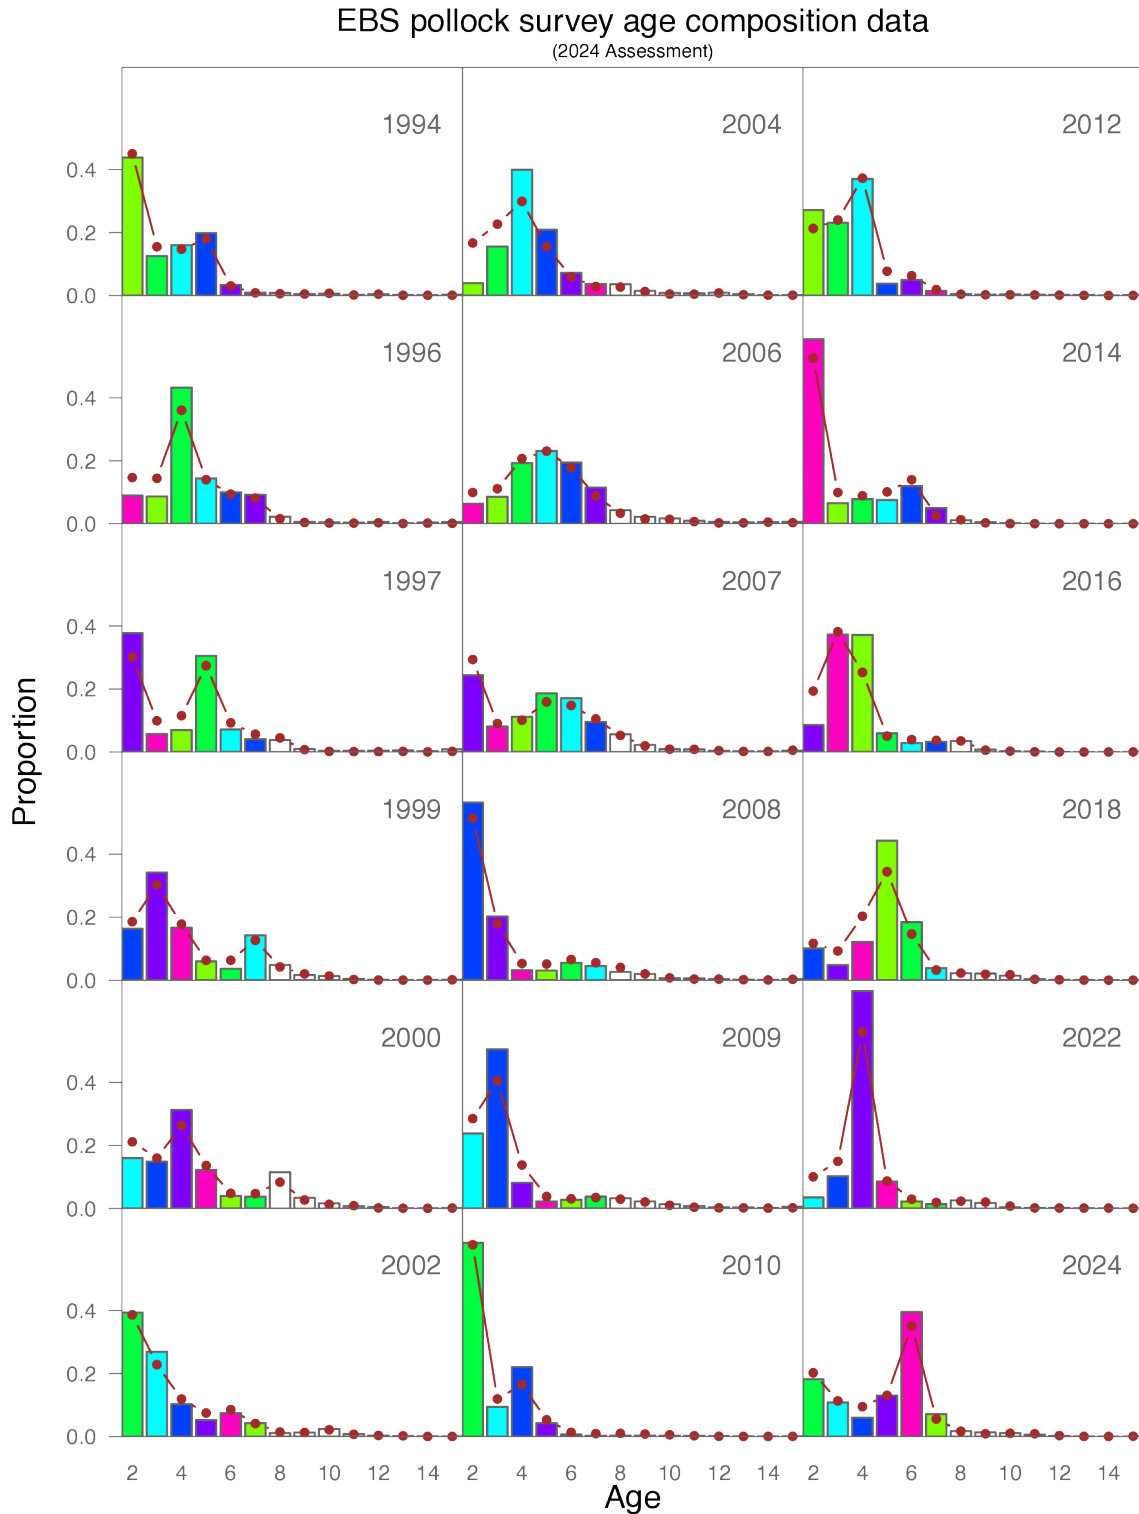 EBS pollock survey age composition data
(2024 Assessment)
1994 2004 2012
0.4
0.2
0.0
1996 2006 2014
0.4
0.2
0.0
1997 2007 2016
0.4
0.2
0.0
Proportion
1999 2008 2018
0.4
0.2
0.0
2000 2009 2022
0.4
0.2
0.0
2002 2010 2024
0.4
0.2
0.0
2 4 6 8 10 12 14 2 4 6 8 10 12 14 2 4 6 8 10 12 14
Age